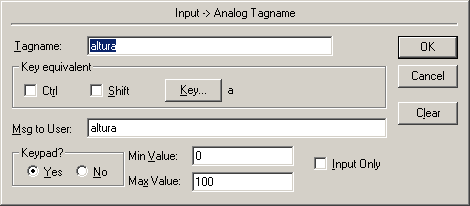 Input -> Analog Tagname
Tagname: altura
OK
Key equivalent
Cancel
Ctrl Shift Key... a
Clear
Msg to User: altura
Keypad?
Yes No
Min Value: 0
Input Only
Max Value: 100